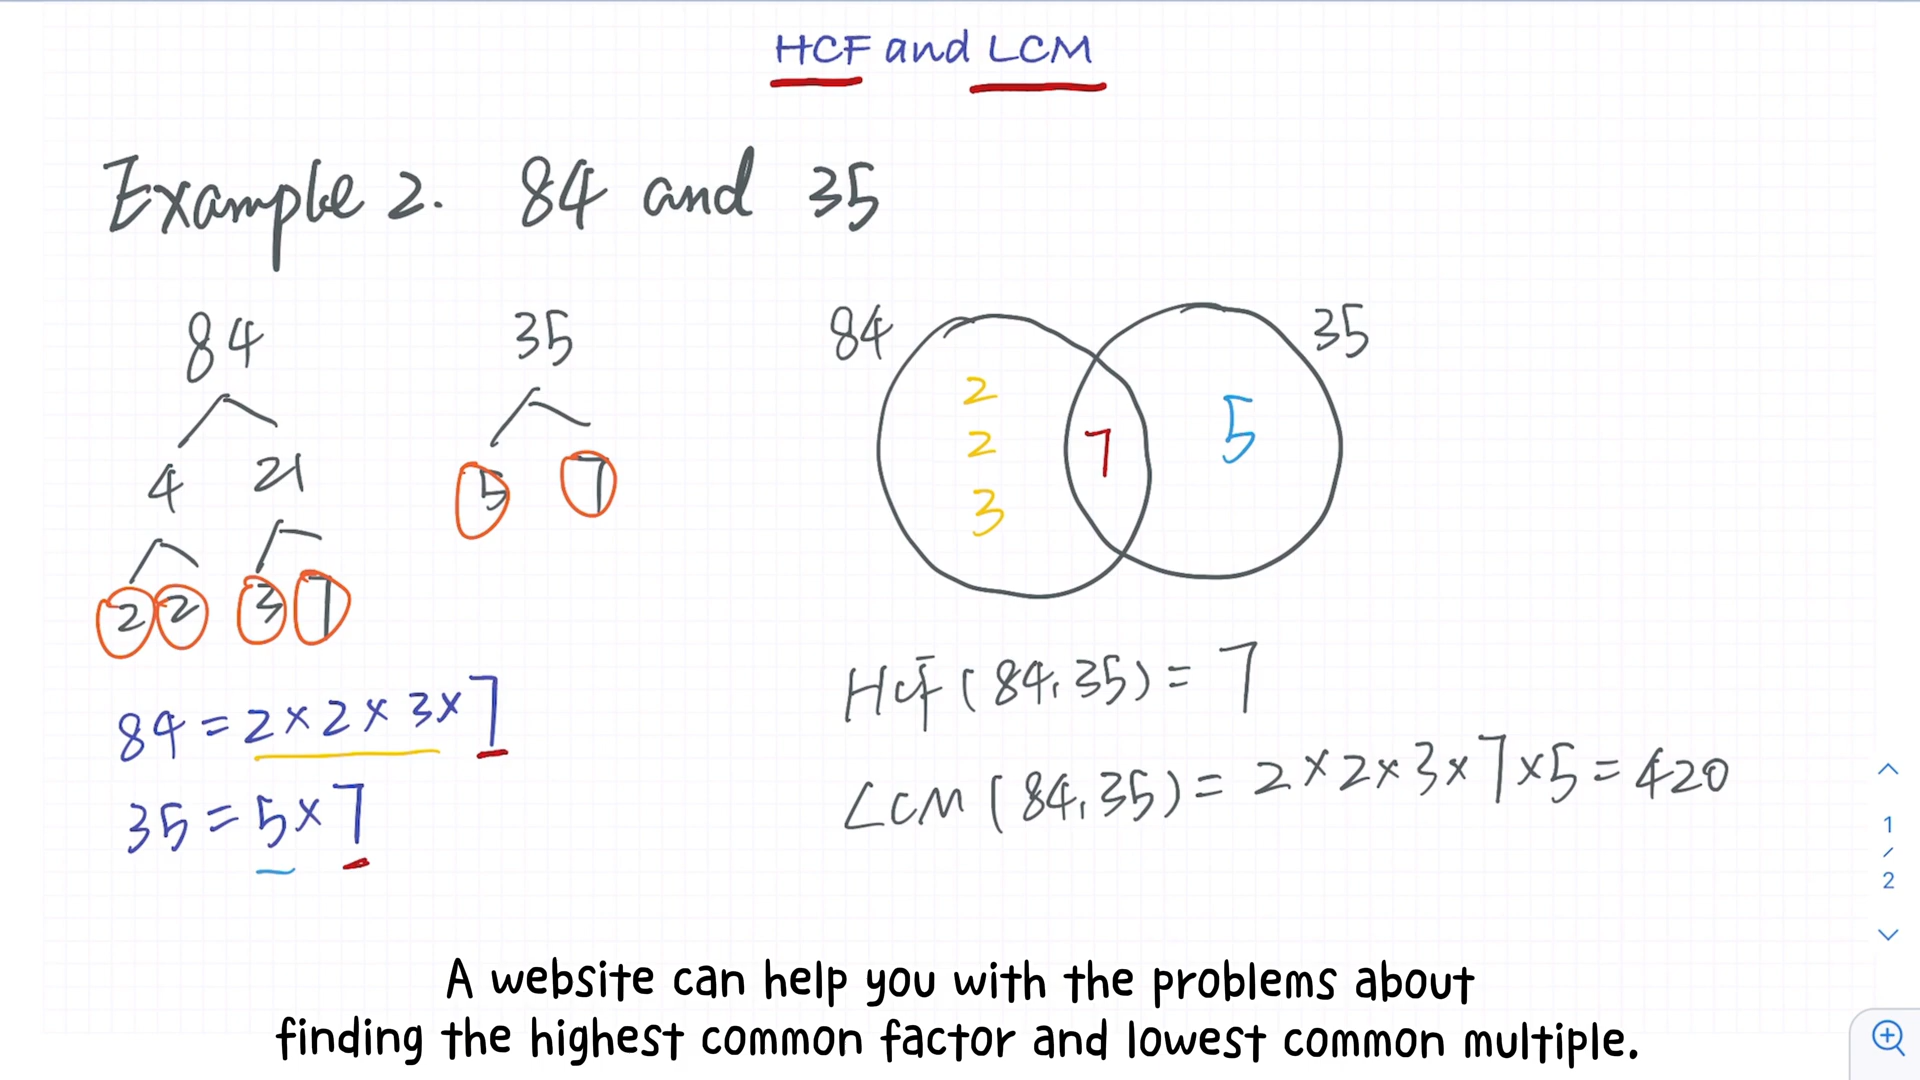 HCF and LCM
Example 2. 84 and 35
84
4 21
2 2 3 7
84 = 2 × 2 × 3 × 7
35 = 5 × 7
35
5 7
84 35
2
2
3
7
5
HCF (84, 35) = 7
LCM (84, 35) = 2 × 2 × 3 × 7 × 5 = 420
1
/
2
A website can help you with the problems about
finding the highest common factor and lowest common multiple.